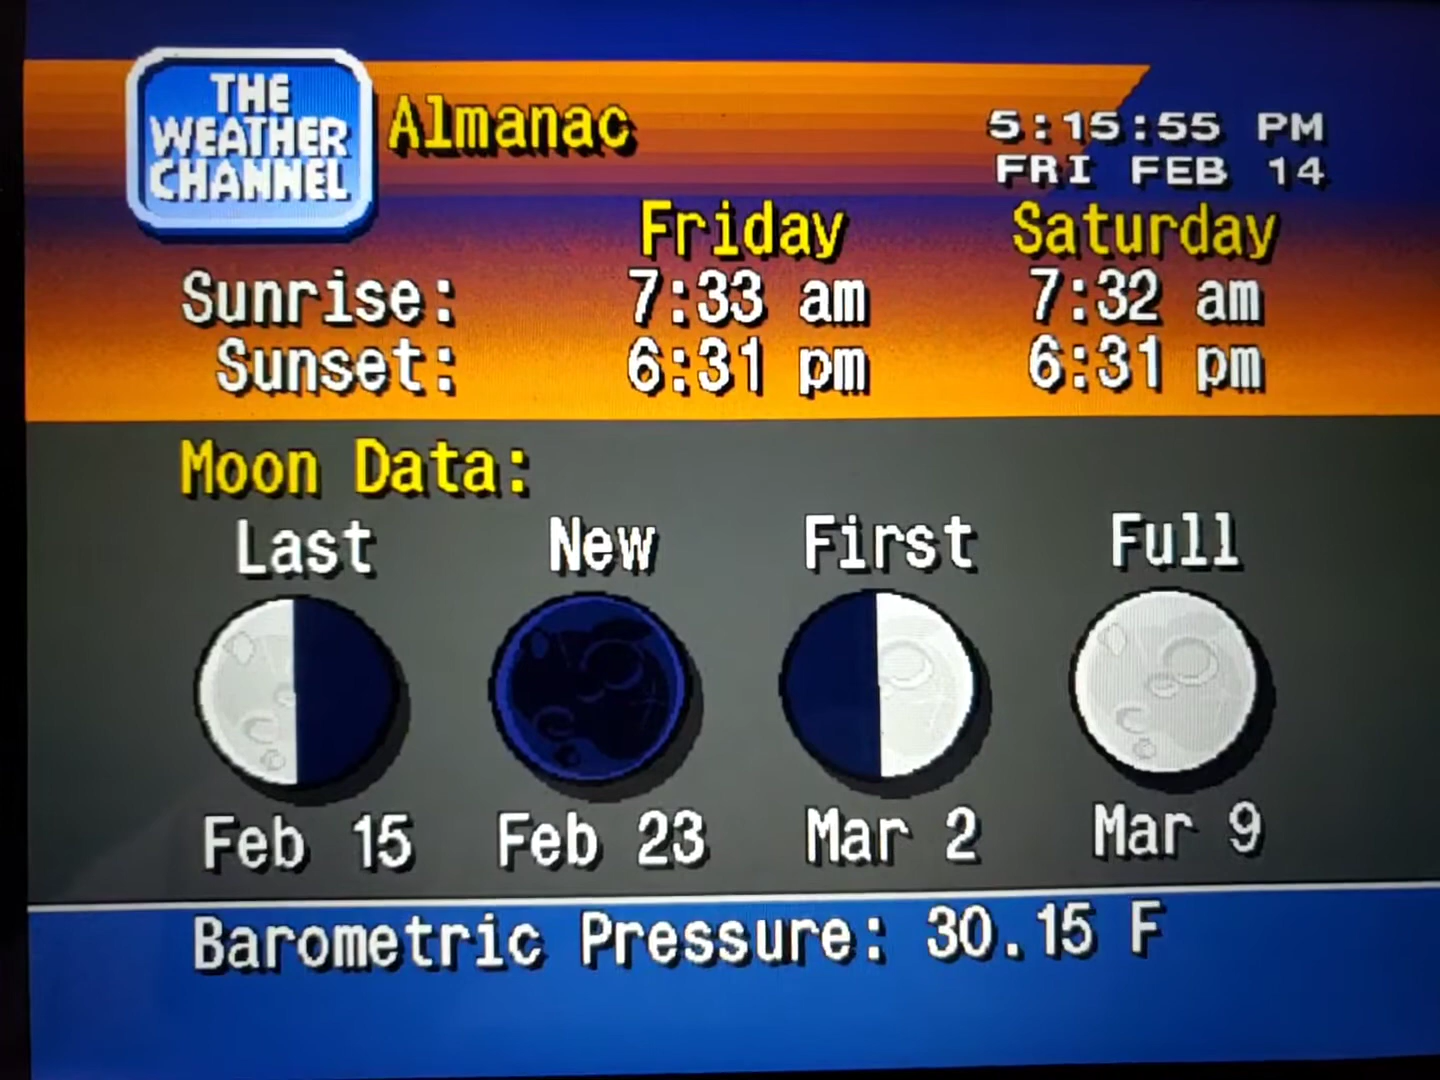 THE
WEATHER
CHANNEL
Almanac
5:15:55 PM
FRI FEB 14
Friday Saturday
Sunrise: 7:33 am 7:32 am
Sunset: 6:31 pm 6:31 pm
Moon Data:
Last New First Full
Feb 15 Feb 23 Mar 2 Mar 9
Barometric Pressure: 30.15 F